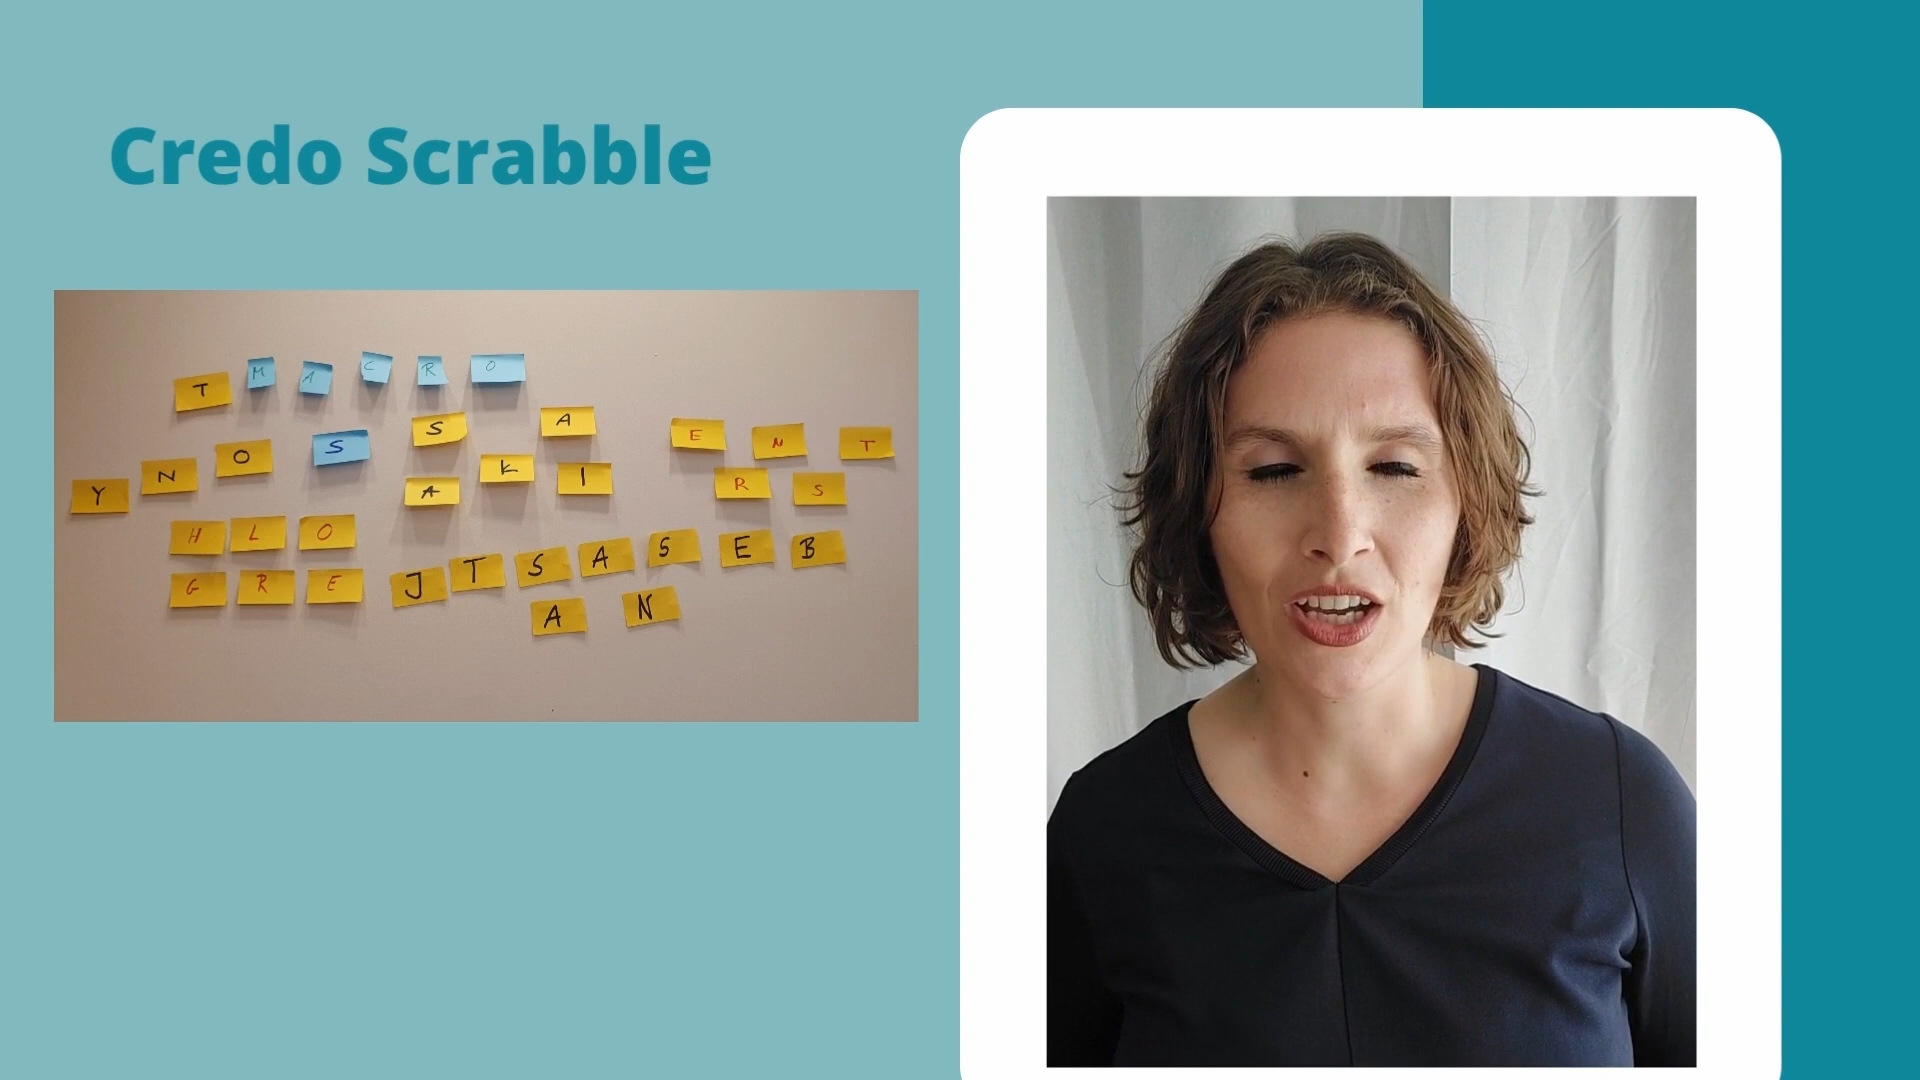 Credo Scrabble
T M A C R O
S A
Y N O S E N T
A K I R S
H L O
J T S A S E B
G R E
A N